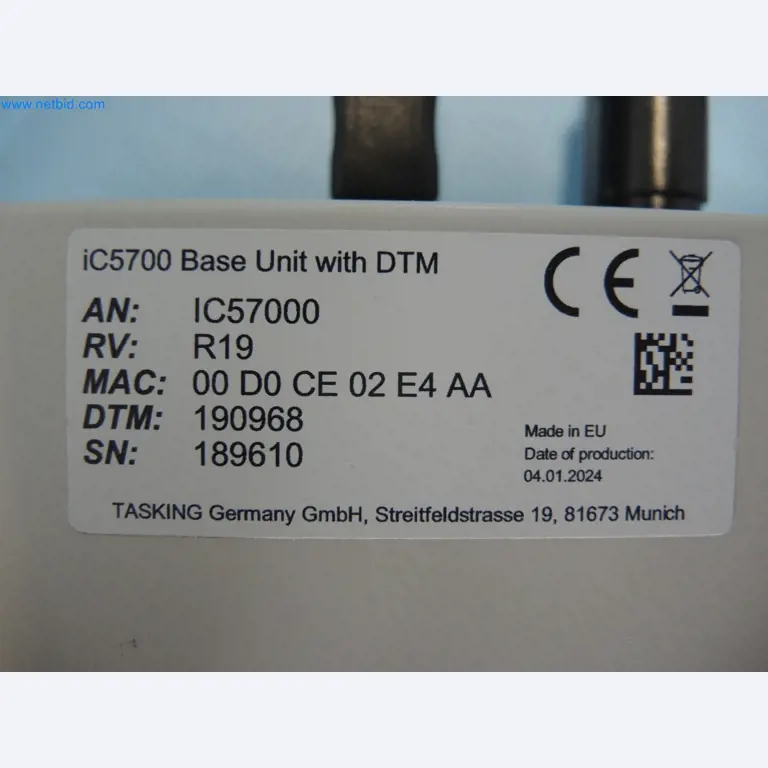 www.netbid.com
iC5700 Base Unit with DTM
AN: IC57000
RV: R19
MAC: 00 D0 CE 02 E4 AA
DTM: 190968
SN: 189610
CE
Made in EU
Date of production:
04.01.2024
TASKING Germany GmbH, Streitfeldstrasse 19, 81673 Munich